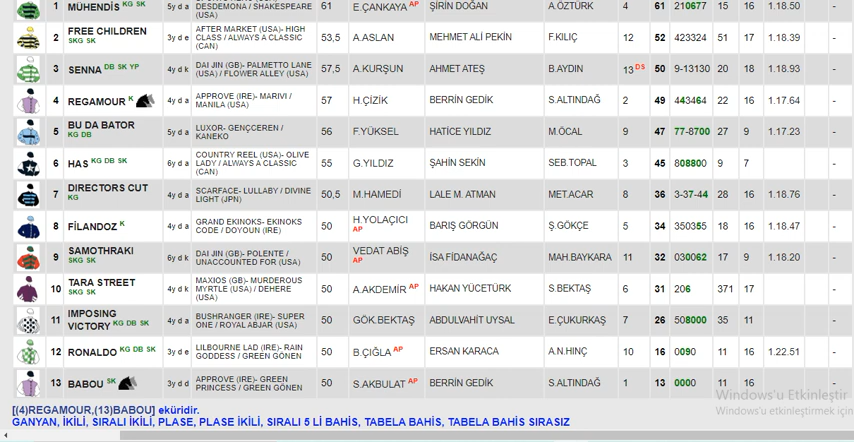 1 MÜHENDİS KG SK 5y d a DESDEMONA / SHAKESPEARE (USA) 61 E.ÇANKAYA AP ŞİRİN DOĞAN A.ÖZTÜRK 4 61 210677 15 16 1.18.50 -
2 FREE CHILDREN SKG SK 3y d e AFTER MARKET (USA)- HIGH CLASS / ALWAYS A CLASSIC (CAN) 53,5 A.ASLAN MEHMET ALİ PEKİN F.KILIÇ 12 52 423324 51 17 1.18.39 -
3 SENNA DB SK YP 4y d k DAI JIN (GB)- PALMETTO LANE (USA) / FLOWER ALLEY (USA) 57,5 A.KURŞUN AHMET ATEŞ B.AYDIN 13 DS 50 9-13130 20 18 1.18.93 -
4 REGAMOUR K 4y d a APPROVE (IRE)- MARIVI / MANILA (USA) 57 H.ÇİZİK BERRİN GEDİK S.ALTINDAĞ 2 49 443464 22 16 1.17.64 -
5 BU DA BATOR KG DB 5y d a LUXOR- GENÇCEREN / KANEKO 56 F.YÜKSEL HATİCE YILDIZ M.ÖCAL 9 47 77-8700 27 9 1.17.23 -
6 HAS KG DB SK 6y d a COUNTRY REEL (USA)- OLIVE LADY / ALWAYS A CLASSIC (CAN) 55 G.YILDIZ ŞAHİN SEKİN SEB.TOPAL 3 45 808800 9 7 -
7 DIRECTORS CUT KG 4y d a SCARFACE- LULLABY / DIVINE LIGHT (JPN) 50,5 M.HAMEDİ LALE M. ATMAN MET.ACAR 8 36 3-37-44 28 16 1.18.76 -
8 FİLANDOZ K 4y d a GRAND EKINOKS- EKINOKS CODE / DOYOUN (IRE) 50 H.YOLAÇICI AP BARIŞ GÖRGÜN Ş.GÖKÇE 5 34 350355 18 16 1.18.47 -
9 SAMOTHRAKI SKG SK 6y d k DAI JIN (GB)- POLENTE / UNACCOUNTED FOR (USA) 50 VEDAT ABİŞ AP İSA FİDANAĞAÇ MAH.BAYKARA 11 32 030062 17 9 1.18.20 -
10 TARA STREET SKG SK 4y d k MAXIOS (GB)- MURDEROUS MYRTLE (USA) / DEHERE (USA) 50 A.AKDEMİR AP HAKAN YÜCETÜRK S.BEKTAŞ 6 31 206 371 17 -
11 IMPOSING VICTORY KG DB SK 4y d a BUSHRANGER (IRE)- SUPER ONE / ROYAL ABJAR (USA) 50 GÖK.BEKTAŞ ABDULVAHİT UYSAL E.ÇUKURKAŞ 7 26 508000 35 11 -
12 RONALDO KG DB SK 3y d e LILBOURNE LAD (IRE)- RAIN GODDESS / GREEN GÖNEN 50 B.ÇIĞLA AP ERSAN KARACA A.N.HINÇ 10 16 0090 11 16 1.22.51 -
13 BABOU SK 3y d d APPROVE (IRE)- GREEN PRINCESS / GREEN GÖNEN 50 S.AKBULAT AP BERRİN GEDİK S.ALTINDAĞ 1 13 0000 11 16 -
Windows'u Etkinleştir
[(4)REGAMOUR,(13)BABOU] eküridir.
Windows'u etkinleştirmek için
GANYAN, İKİLİ, SIRALI İKİLİ, PLASE, PLASE İKİLİ, SIRALI 5 Lİ BAHİS, TABELA BAHİS, TABELA BAHİS SIRASIZ